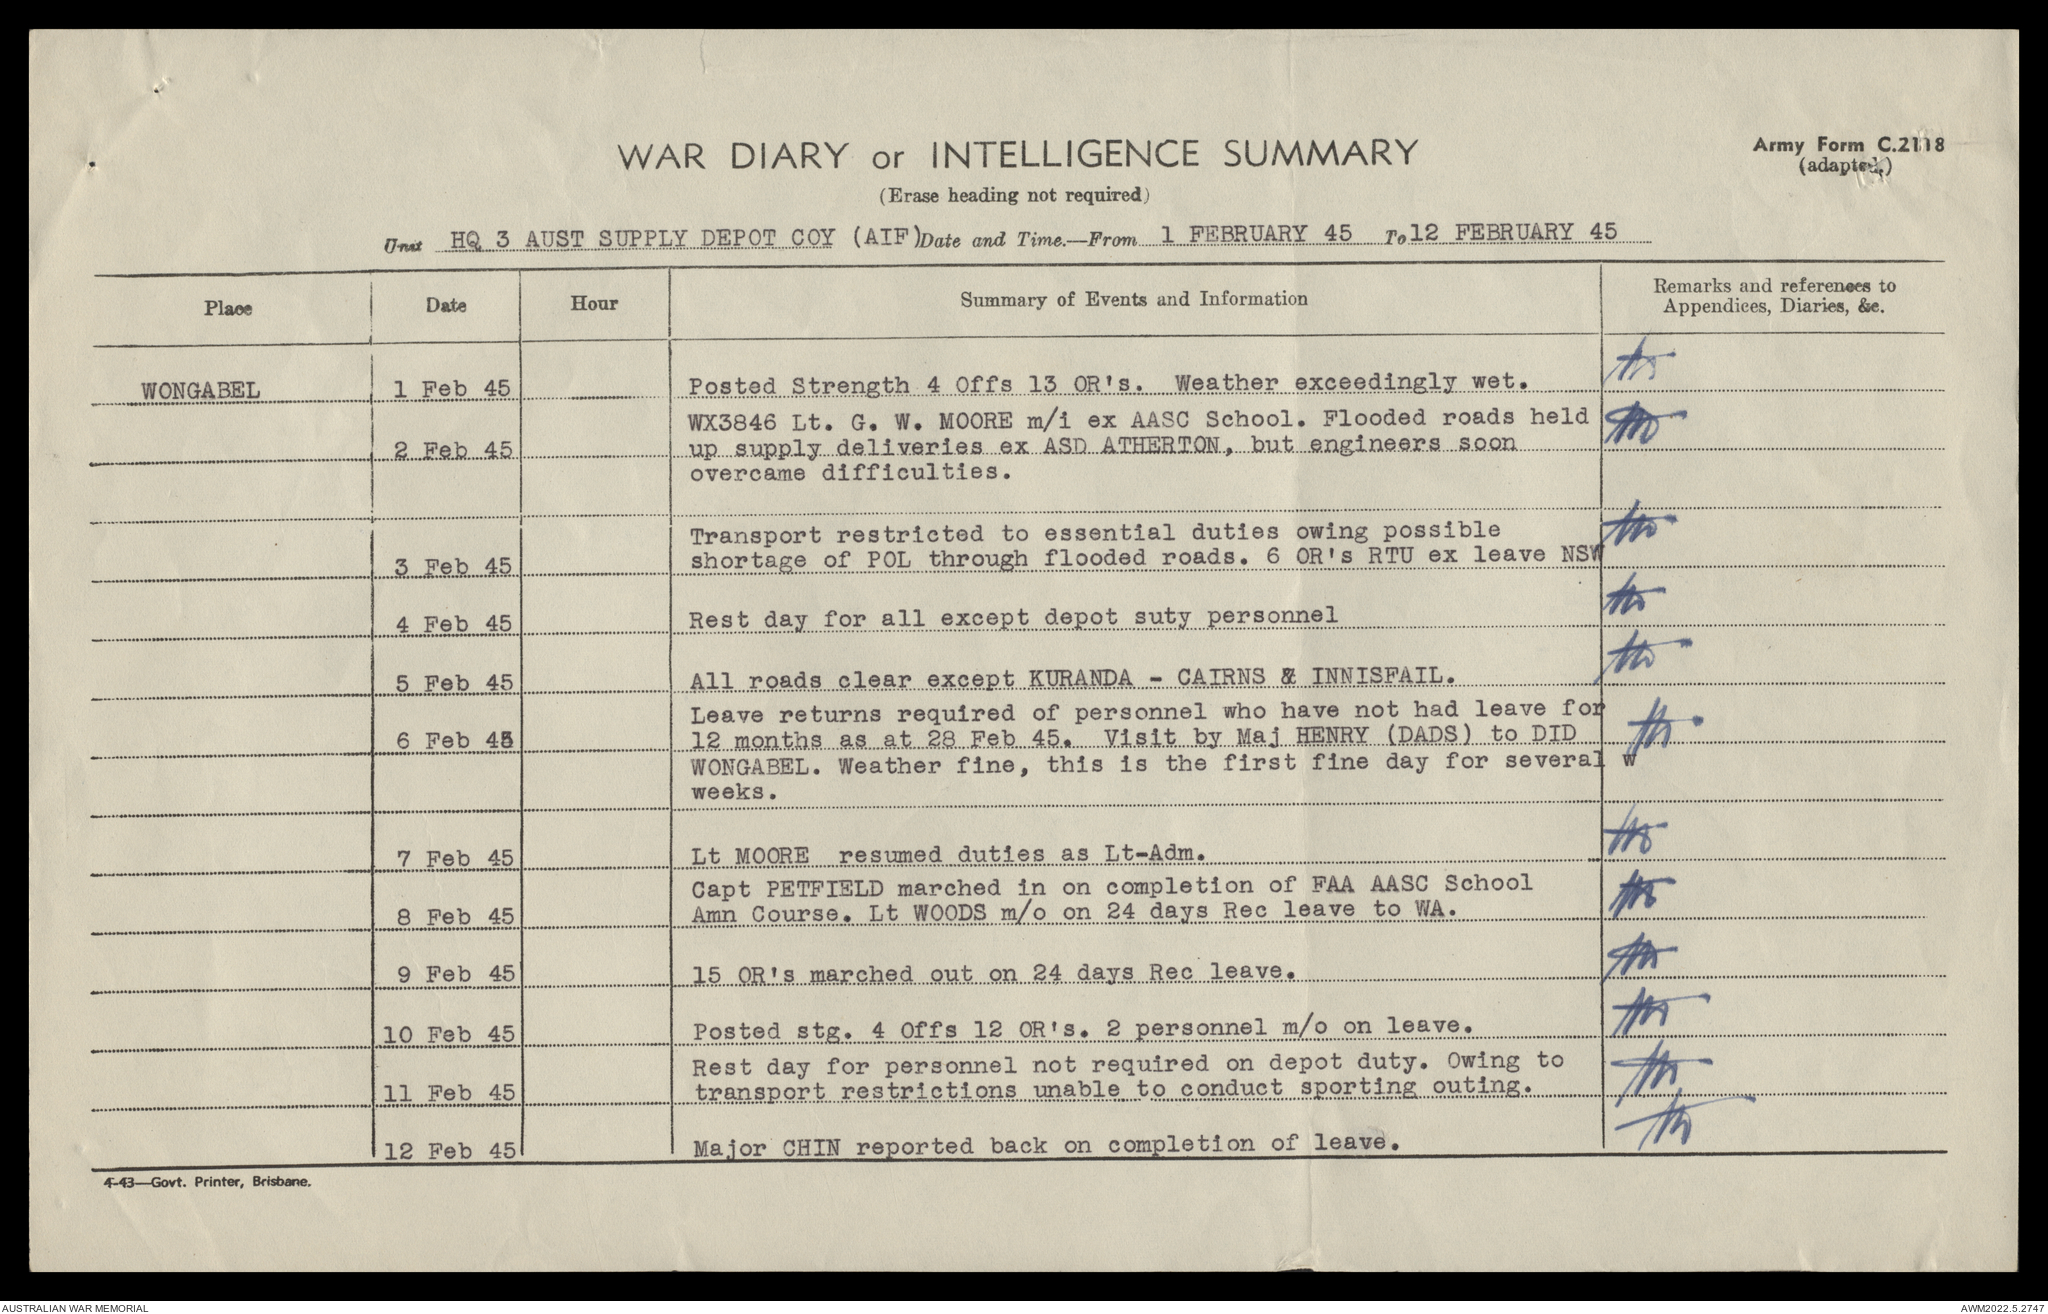 WAR DIARY or INTELLIGENCE SUMMARY
Army Form C.2118
(adapted.)
(Erase heading not required)
Unit HQ 3 AUST SUPPLY DEPOT COY (AIF) Date and Time.—From 1 FEBRUARY 45 To 12 FEBRUARY 45
Place Date Hour Summary of Events and Information Remarks and references to
Appendices, Diaries, &c.
WONGABEL 1 Feb 45 Posted Strength 4 Offs 13 OR's. Weather exceedingly wet.
WX3846 Lt. G. W. MOORE m/i ex AASC School. Flooded roads held
2 Feb 45 up supply deliveries ex ASD ATHERTON, but engineers soon
overcame difficulties.
Transport restricted to essential duties owing possible
3 Feb 45 shortage of POL through flooded roads. 6 OR's RTU ex leave NSW
4 Feb 45 Rest day for all except depot suty personnel
5 Feb 45 All roads clear except KURANDA - CAIRNS & INNISFAIL.
Leave returns required of personnel who have not had leave for
6 Feb 45 12 months as at 28 Feb 45. Visit by Maj HENRY (DADS) to DID
WONGABEL. Weather fine, this is the first fine day for several w
weeks.
7 Feb 45 Lt MOORE resumed duties as Lt-Adm.
Capt PETFIELD marched in on completion of FAA AASC School
8 Feb 45 Amn Course. Lt WOODS m/o on 24 days Rec leave to WA.
9 Feb 45 15 OR's marched out on 24 days Rec leave.
10 Feb 45 Posted stg. 4 Offs 12 OR's. 2 personnel m/o on leave.
Rest day for personnel not required on depot duty. Owing to
11 Feb 45 transport restrictions unable to conduct sporting outing.
12 Feb 45 Major CHIN reported back on completion of leave.
4-43—Govt. Printer, Brisbane.
AUSTRALIAN WAR MEMORIAL
AWM2022.5.2747